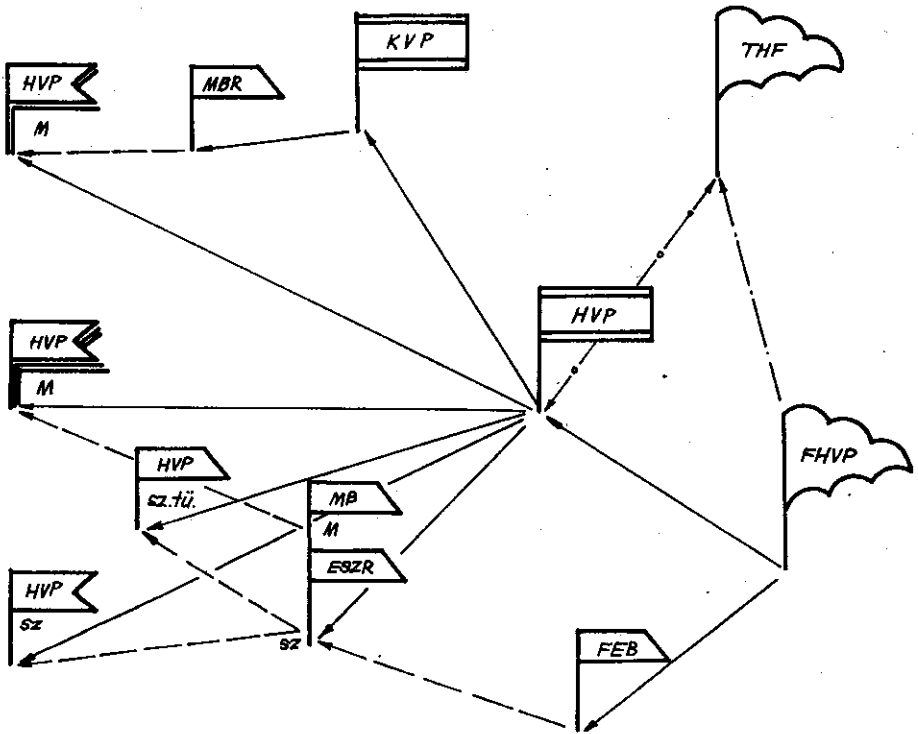 KVP
THF
HVP
M
MBR
HVP
HVP
M
FHVP
HVP
sz.tü.
MB
M
ESZR
HVP
sz
sz
FEB